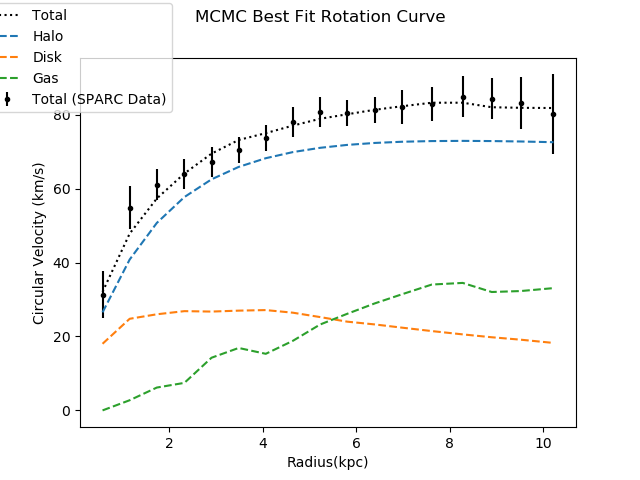 MCMC Best Fit Rotation Curve
Total
Halo
Disk
Gas
Total (SPARC Data)
80
60
40
20
0
Circular Velocity (km/s)
2 4 6 8 10
Radius(kpc)